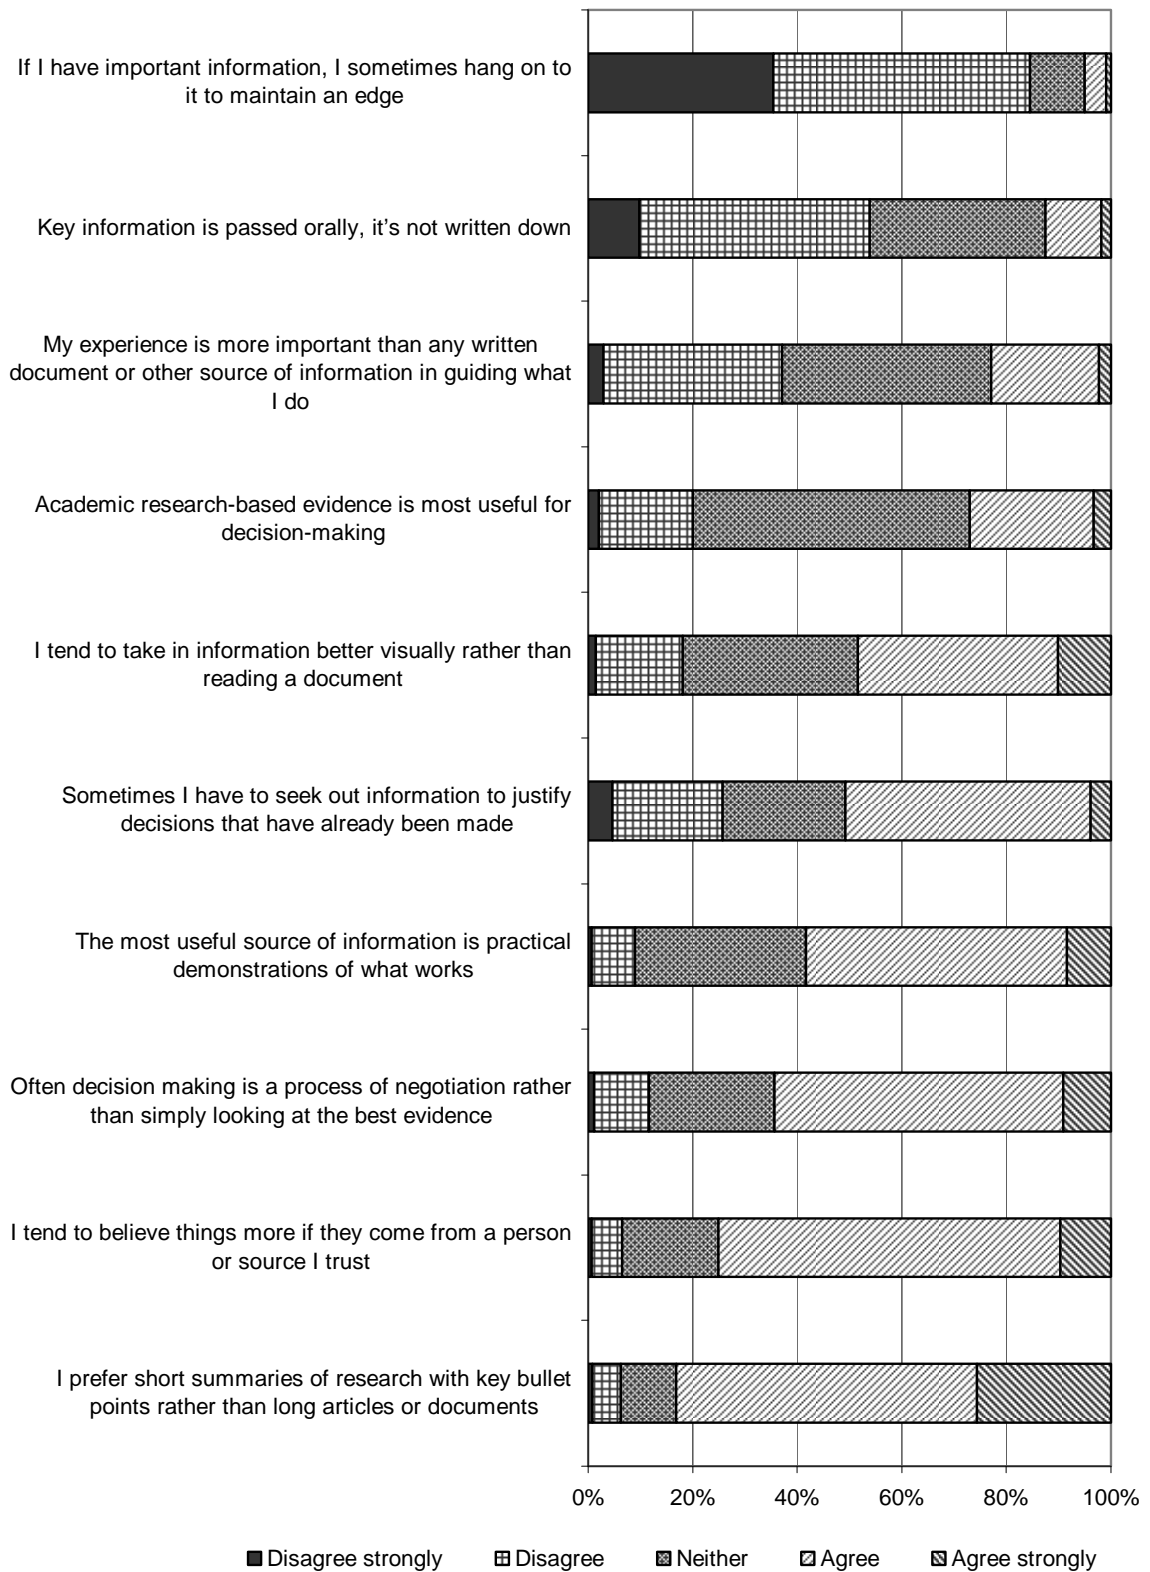 If I have important information, I sometimes hang on to
it to maintain an edge
Key information is passed orally, it's not written down
My experience is more important than any written
document or other source of information in guiding what
I do
Academic research-based evidence is most useful for
decision-making
I tend to take in information better visually rather than
reading a document
Sometimes I have to seek out information to justify
decisions that have already been made
The most useful source of information is practical
demonstrations of what works
Often decision making is a process of negotiation rather
than simply looking at the best evidence
I tend to believe things more if they come from a person
or source I trust
I prefer short summaries of research with key bullet
points rather than long articles or documents
0% 20% 40% 60% 80% 100%
Disagree strongly Disagree Neither Agree Agree strongly